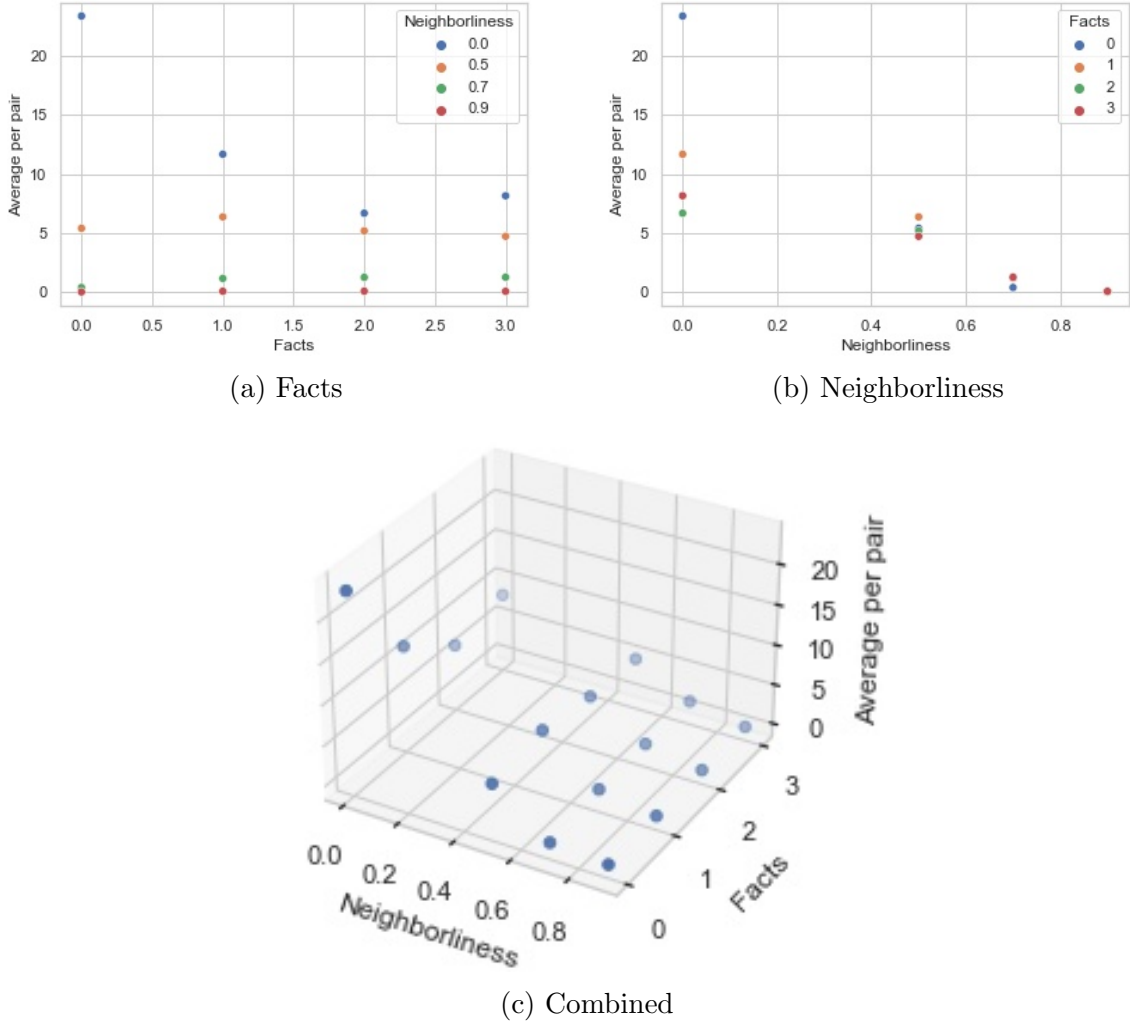 Neighborliness
0.0
0.5
0.7
0.9
20
15
10
5
0
Average per pair
0.0 0.5 1.0 1.5 2.0 2.5 3.0
Facts
(a) Facts
Facts
0
1
2
3
20
15
10
5
0
Average per pair
0.0 0.2 0.4 0.6 0.8
Neighborliness
(b) Neighborliness
20
15
10
5
0
Average per pair
3
2
1
0
Facts
0.0 0.2 0.4 0.6 0.8
Neighborliness
(c) Combined